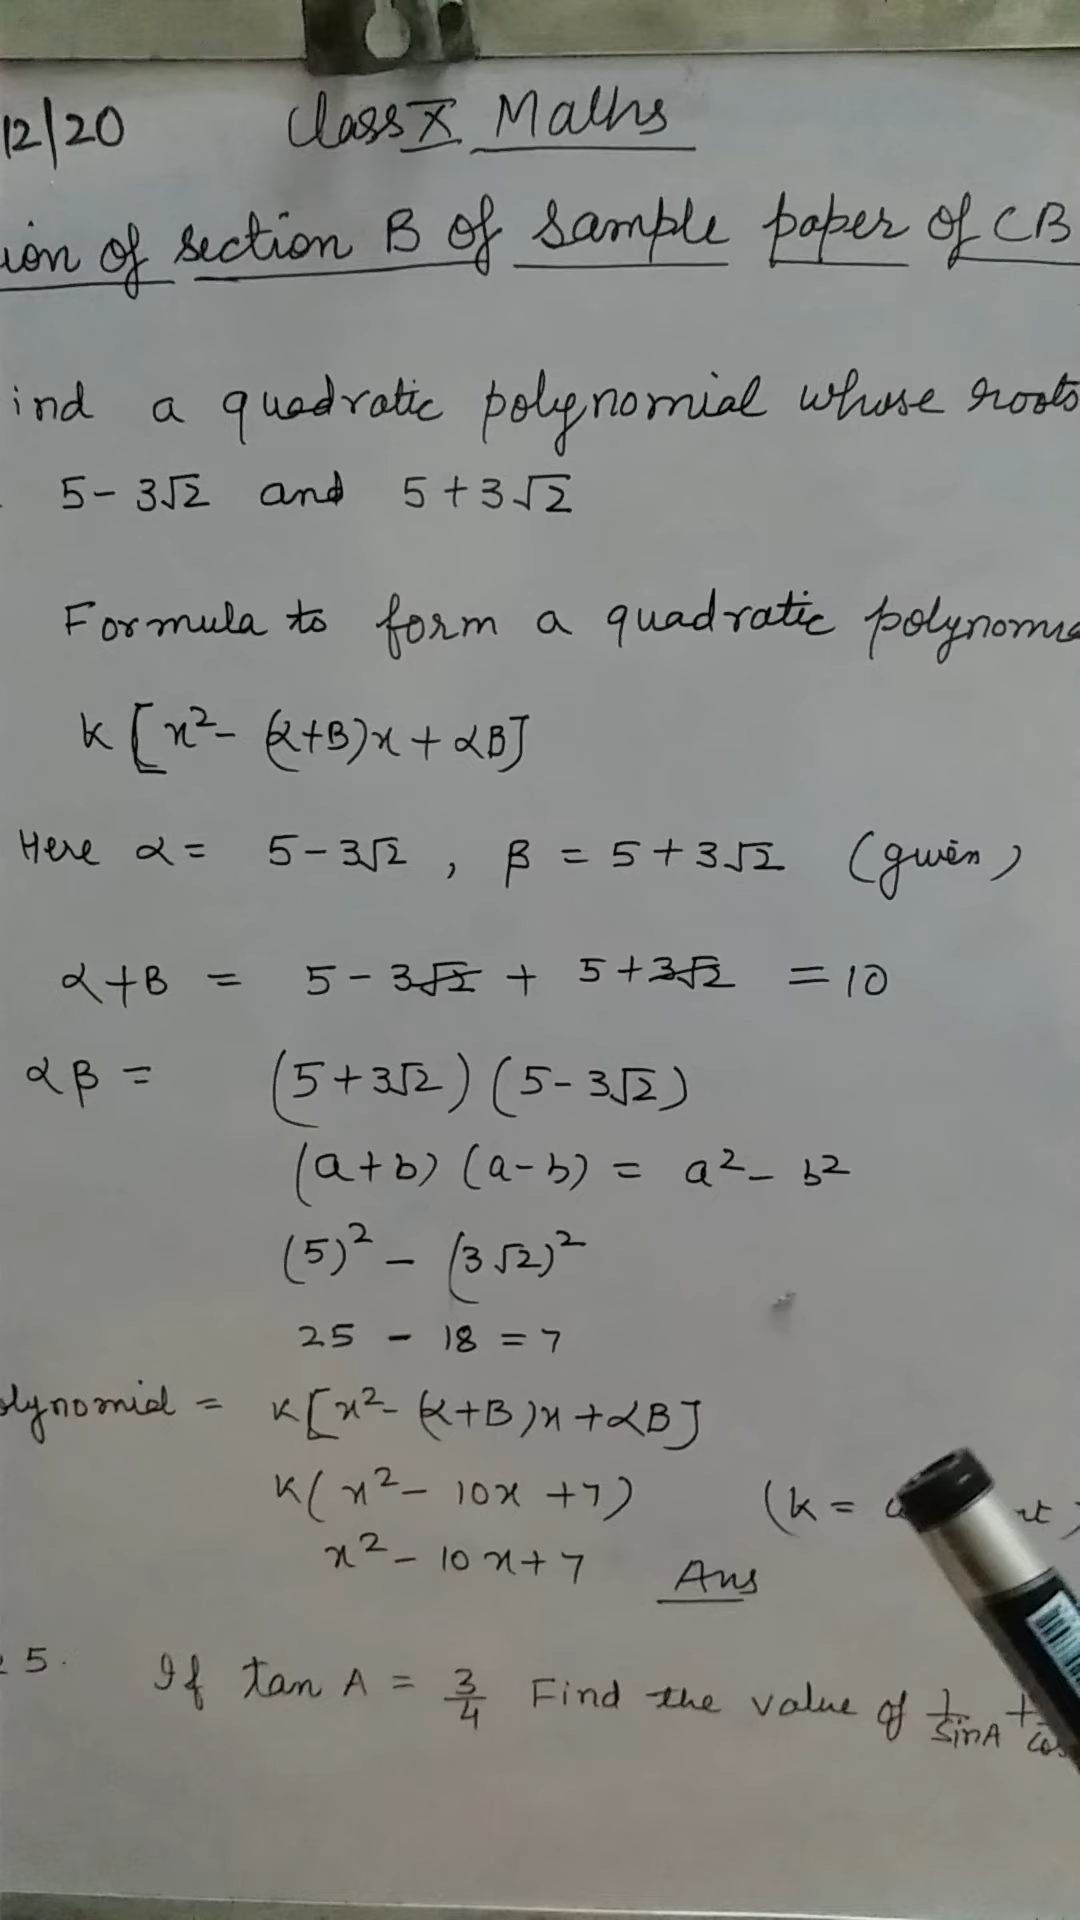 12/20 Class X Maths
ion of section B of sample paper of CB
ind a quadratic polynomial whose roots
5-3√2 and 5+3√2
Formula to form a quadratic polynomia
k[x²-(α+β)x+αβ]
Here α= 5-3√2, β=5+3√2 (given)
α+β = 5-3√2 + 5+3√2 =10
αβ = (5+3√2)(5-3√2)
(a+b)(a-b) = a²-b²
(5)² - (3√2)²
25 - 18 = 7
olynomial = k[x²-(α+β)x+αβ]
k(x²-10x+7) (k =
x²-10x+7 Ans
5. If tan A = 3/4 Find the value of 1/sinA +